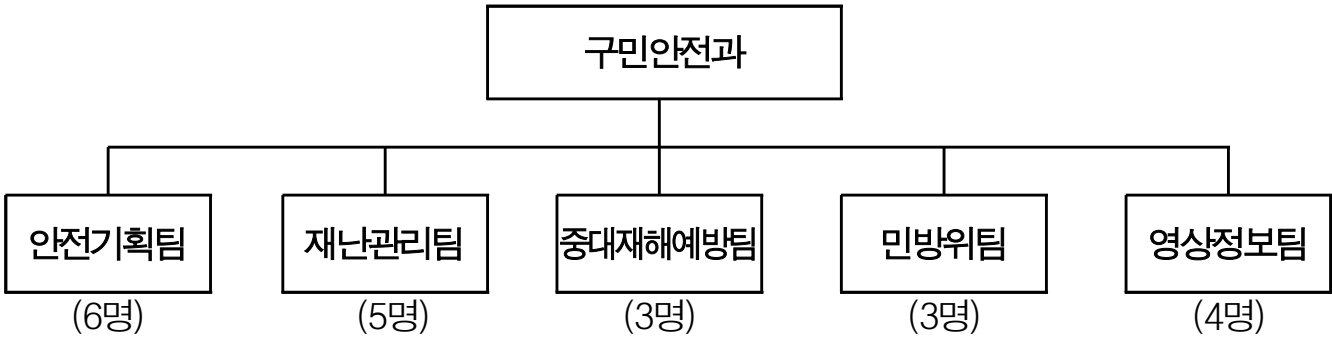 구민안전과
안전기획팀
재난관리팀
중대재해예방팀
민방위팀
영상정보팀
(6명)
(5명)
(3명)
(3명)
(4명)